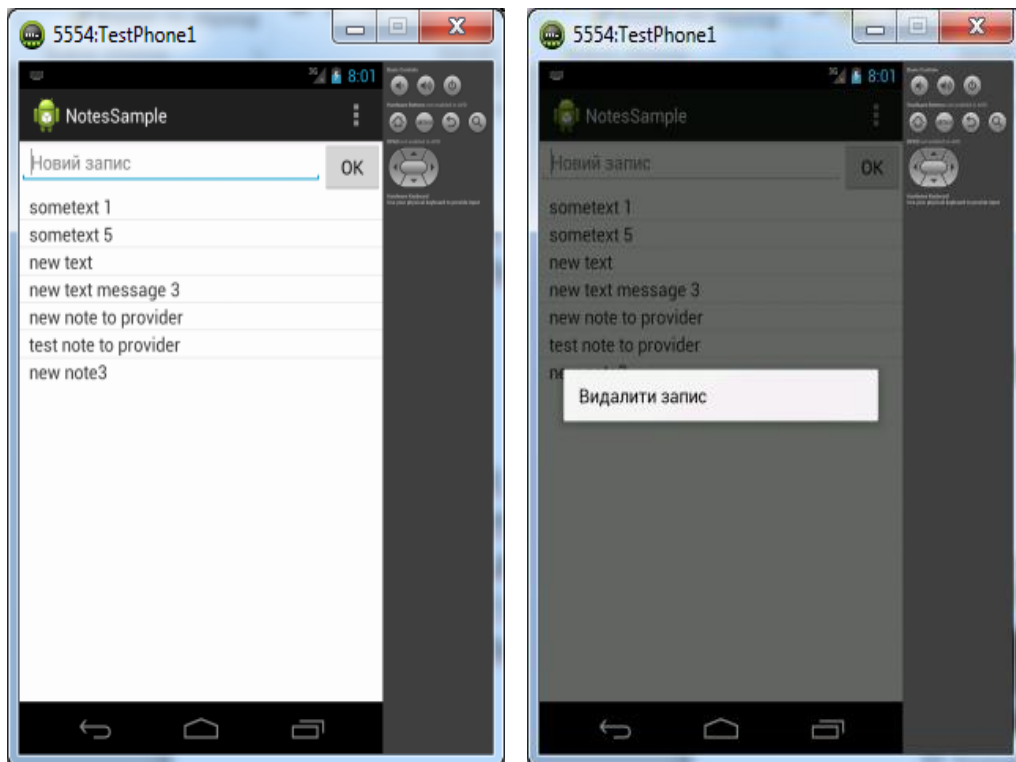 5554:TestPhone1
3G 8:01
NotesSample
Новий запис
OK
sometext 1
sometext 5
new text
new text message 3
new note to provider
test note to provider
new note3
5554:TestPhone1
3G 8:01
NotesSample
Новий запис
OK
sometext 1
sometext 5
new text
new text message 3
new note to provider
test note to provider
Видалити запис